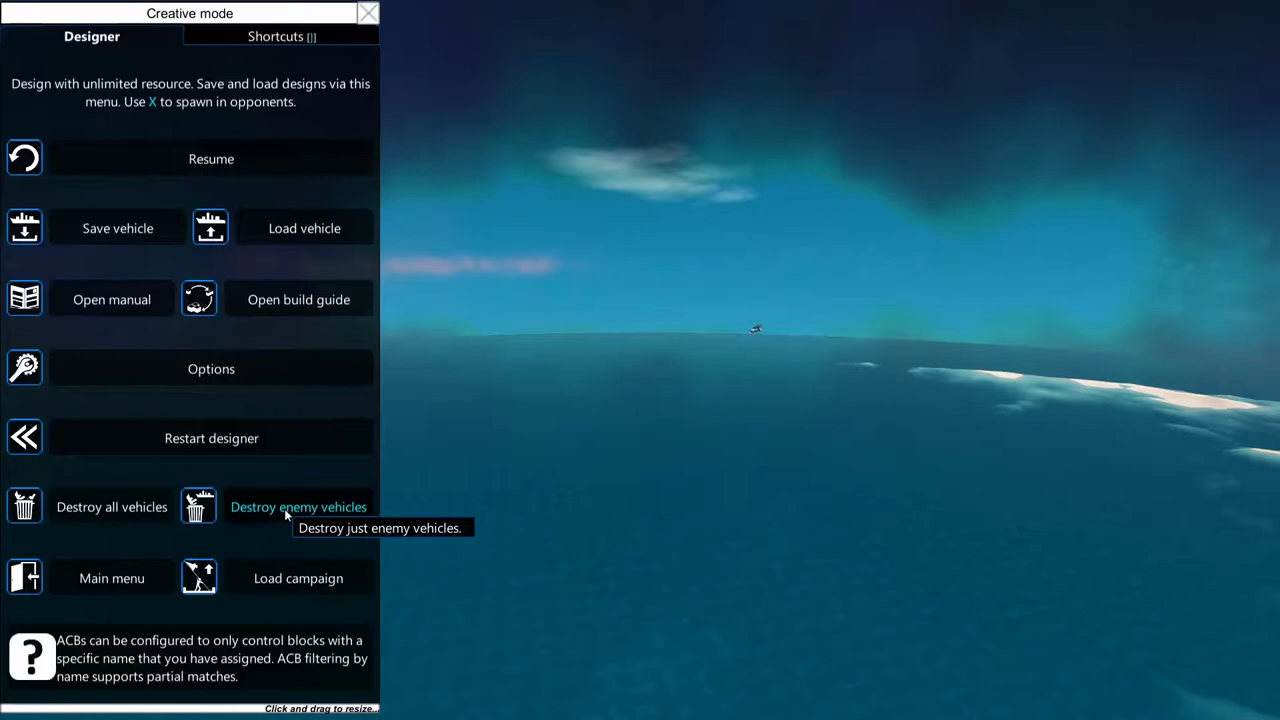 Creative mode
Designer
Shortcuts []]
Design with unlimited resource. Save and load designs via this
menu. Use X to spawn in opponents.
Resume
Save vehicle
Load vehicle
Open manual
Open build guide
Options
Restart designer
Destroy all vehicles
Destroy enemy vehicles
Destroy just enemy vehicles.
Main menu
Load campaign
ACBs can be configured to only control blocks with a
specific name that you have assigned. ACB filtering by
name supports partial matches.
Click and drag to resize...